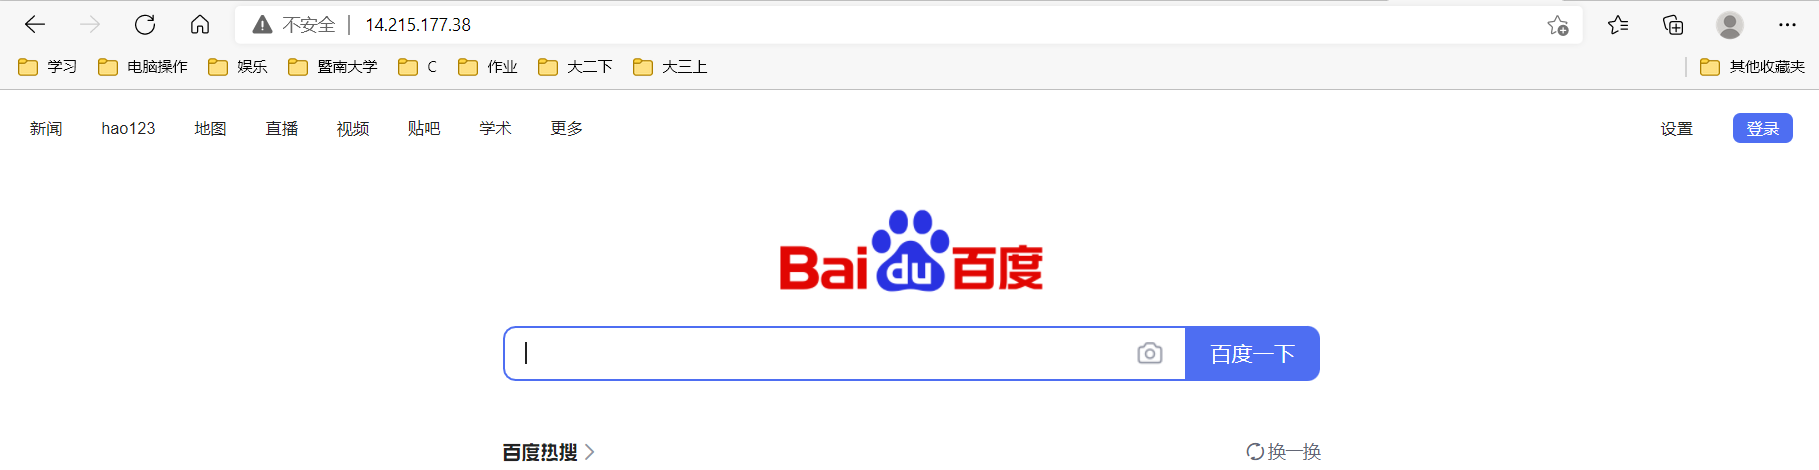 不安全 | 14.215.177.38
学习 电脑操作 娱乐 暨南大学 C 作业 大二下 大三上 其他收藏夹
新闻 hao123 地图 直播 视频 贴吧 学术 更多 设置 登录
Bai du 百度
百度一下
百度热搜 > 换一换